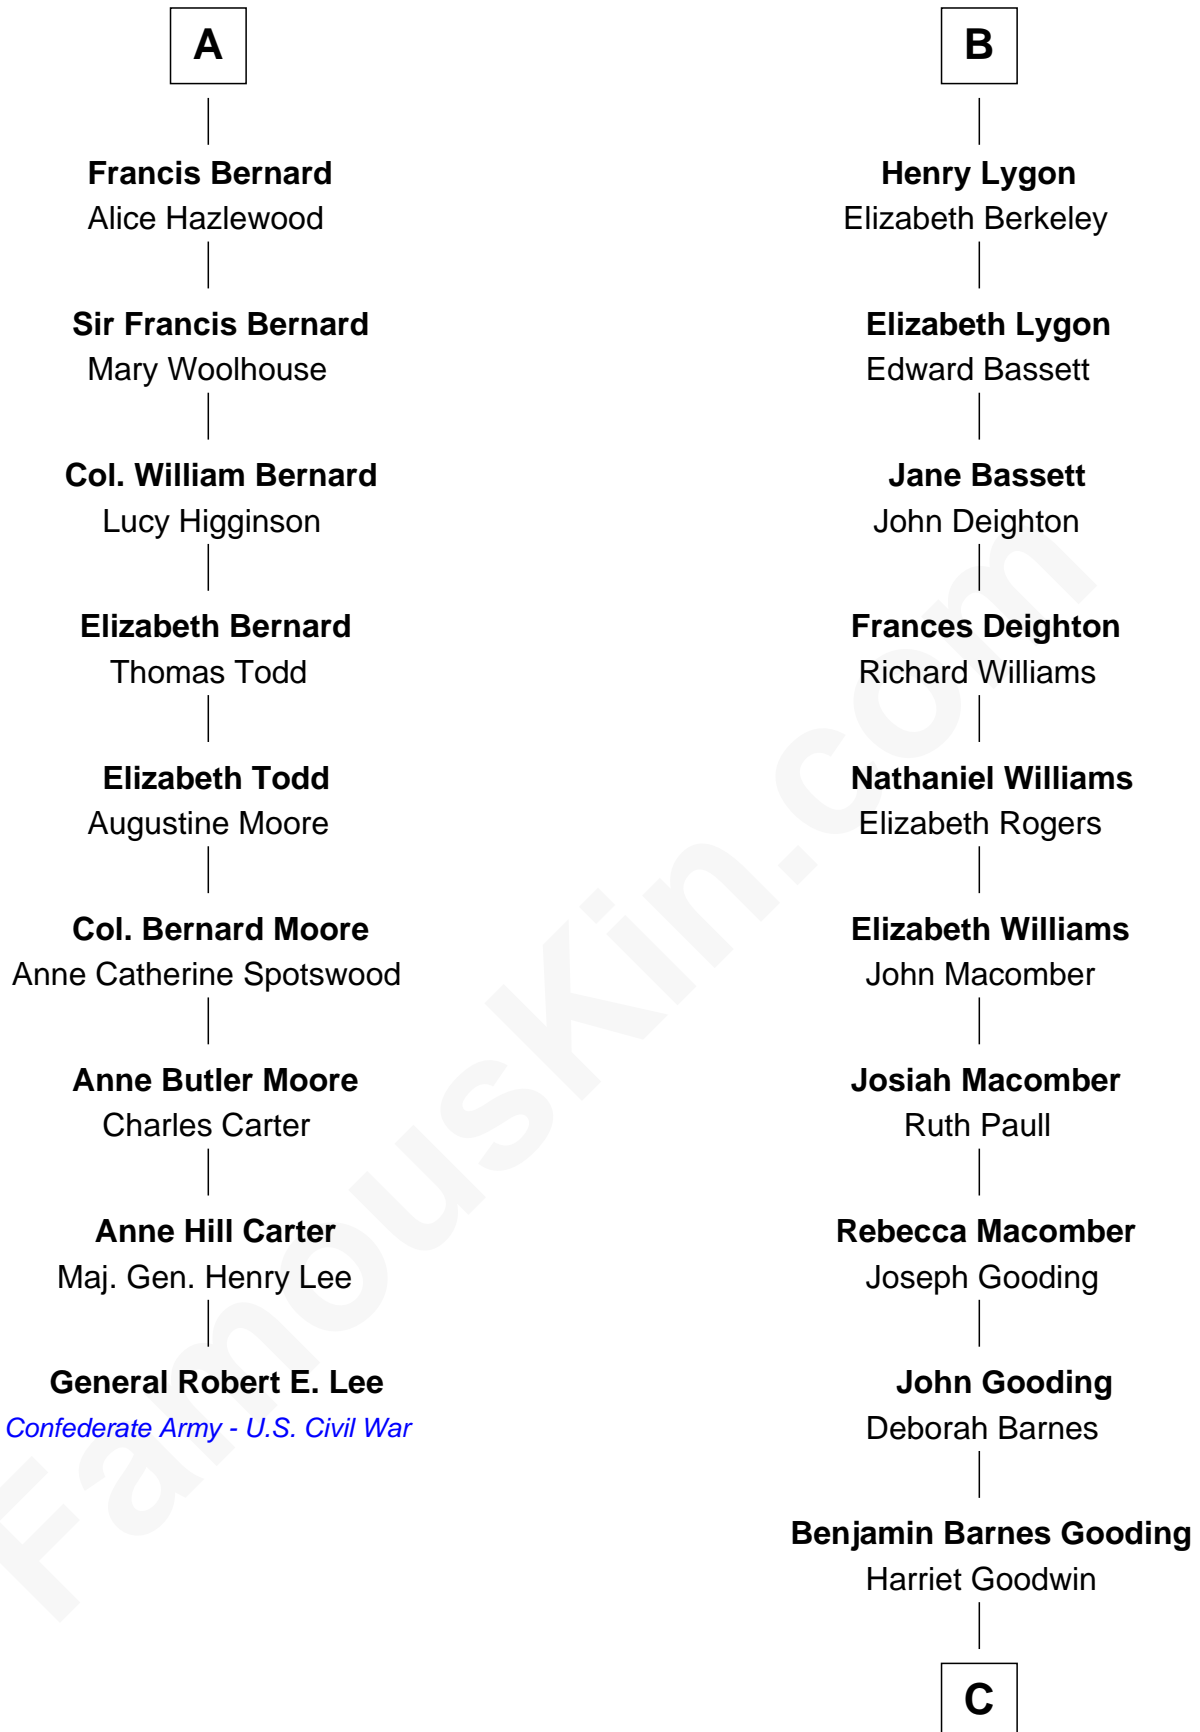 A
Francis Bernard
Alice Hazlewood
Sir Francis Bernard
Mary Woolhouse
Col. William Bernard
Lucy Higginson
Elizabeth Bernard
Thomas Todd
Elizabeth Todd
Augustine Moore
Col. Bernard Moore
Anne Catherine Spotswood
Anne Butler Moore
Charles Carter
Anne Hill Carter
Maj. Gen. Henry Lee
General Robert E. Lee
Confederate Army - U.S. Civil War
B
Henry Lygon
Elizabeth Berkeley
Elizabeth Lygon
Edward Bassett
Jane Bassett
John Deighton
Frances Deighton
Richard Williams
Nathaniel Williams
Elizabeth Rogers
Elizabeth Williams
John Macomber
Josiah Macomber
Ruth Paull
Rebecca Macomber
Joseph Gooding
John Gooding
Deborah Barnes
Benjamin Barnes Gooding
Harriet Goodwin
C
FamousKin.com